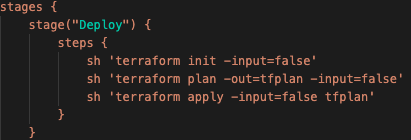 stages {
    stage("Deploy") {
        steps {
            sh 'terraform init -input=false'
            sh 'terraform plan -out=tfplan -input=false'
            sh 'terraform apply -input=false tfplan'
        }
    }